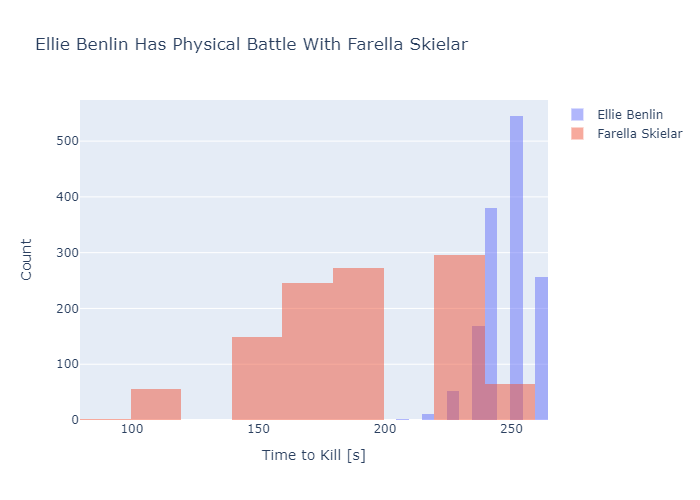 Ellie Benlin Has Physical Battle With Farella Skielar
Ellie Benlin
Farella Skielar
500
400
300
200
100
0
Count
100 150 200 250
Time to Kill [s]